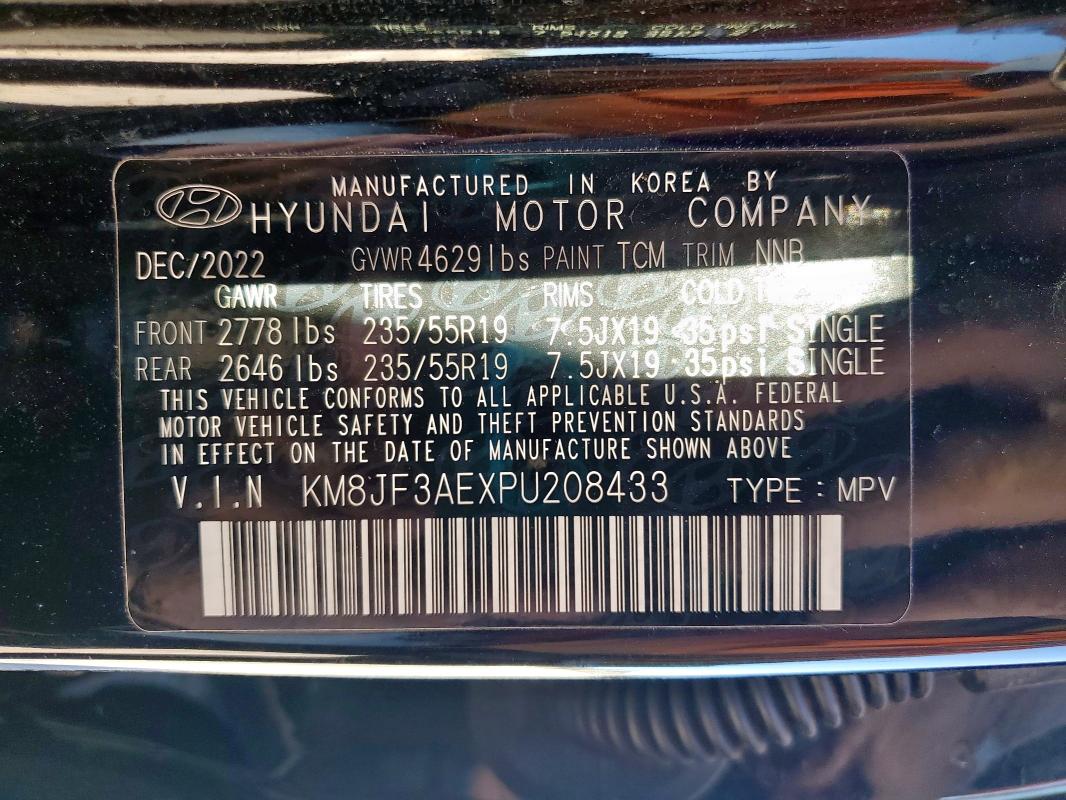 MANUFACTURED IN KOREA BY
HYUNDAI MOTOR COMPANY
DEC/2022 GVWR 4629lbs PAINT TCM TRIM NNB
GAWR TIRES RIMS COLD
FRONT 2778 lbs 235/55R19 7.5JX19 35psi SINGLE
REAR 2646 lbs 235/55R19 7.5JX19 35psi SINGLE
THIS VEHICLE CONFORMS TO ALL APPLICABLE U.S.A. FEDERAL
MOTOR VEHICLE SAFETY AND THEFT PREVENTION STANDARDS
IN EFFECT ON THE DATE OF MANUFACTURE SHOWN ABOVE
V.I.N KM8JF3AEXPU208433 TYPE : MPV